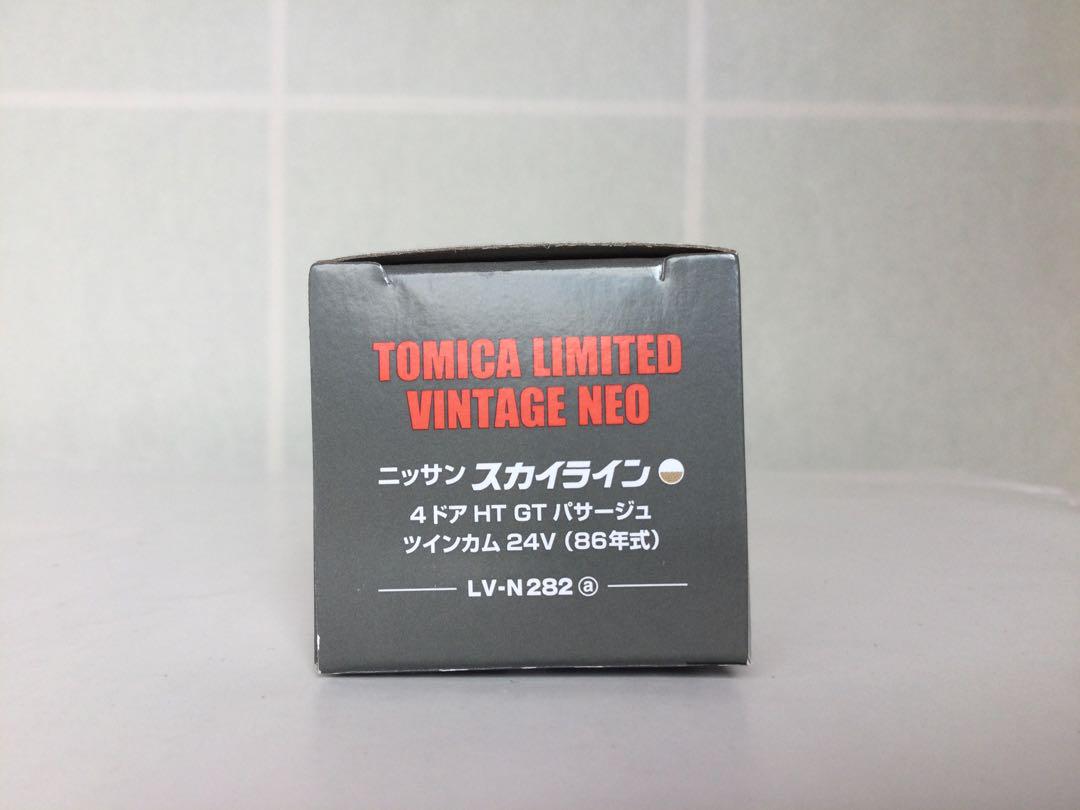 TOMICA LIMITED
VINTAGE NEO
ニッサン スカイライン
4ドア HT GT パサージュ
ツインカム 24V (86年式)
LV-N282 ⓐ